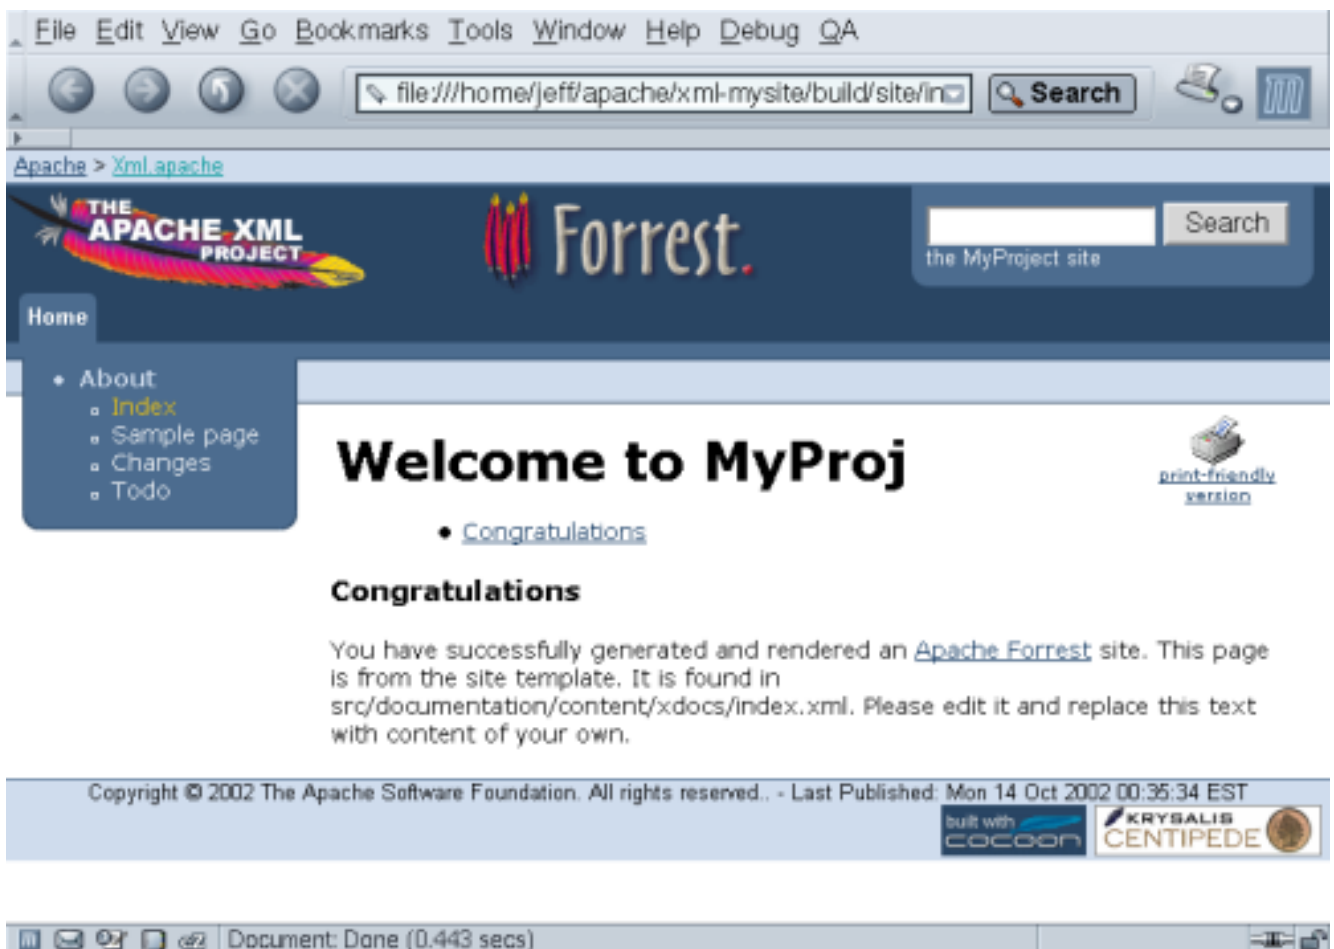 File Edit View Go Bookmarks Tools Window Help Debug QA
file:///home/jeff/apache/xml-mysite/build/site/in
Search
Apache > Xml.apache
THE
APACHE XML
PROJECT
Forrest.
Search
the MyProject site
Home
About
Index
Sample page
Changes
Todo
Welcome to MyProj
print-friendly
version
Congratulations
Congratulations
You have successfully generated and rendered an Apache Forrest site. This page
is from the site template. It is found in
src/documentation/content/xdocs/index.xml. Please edit it and replace this text
with content of your own.
Copyright © 2002 The Apache Software Foundation. All rights reserved.. - Last Published: Mon 14 Oct 2002 00:35:34 EST
built with
cocoon
KRYSALIS
CENTIPEDE
Document: Done (0.443 secs)